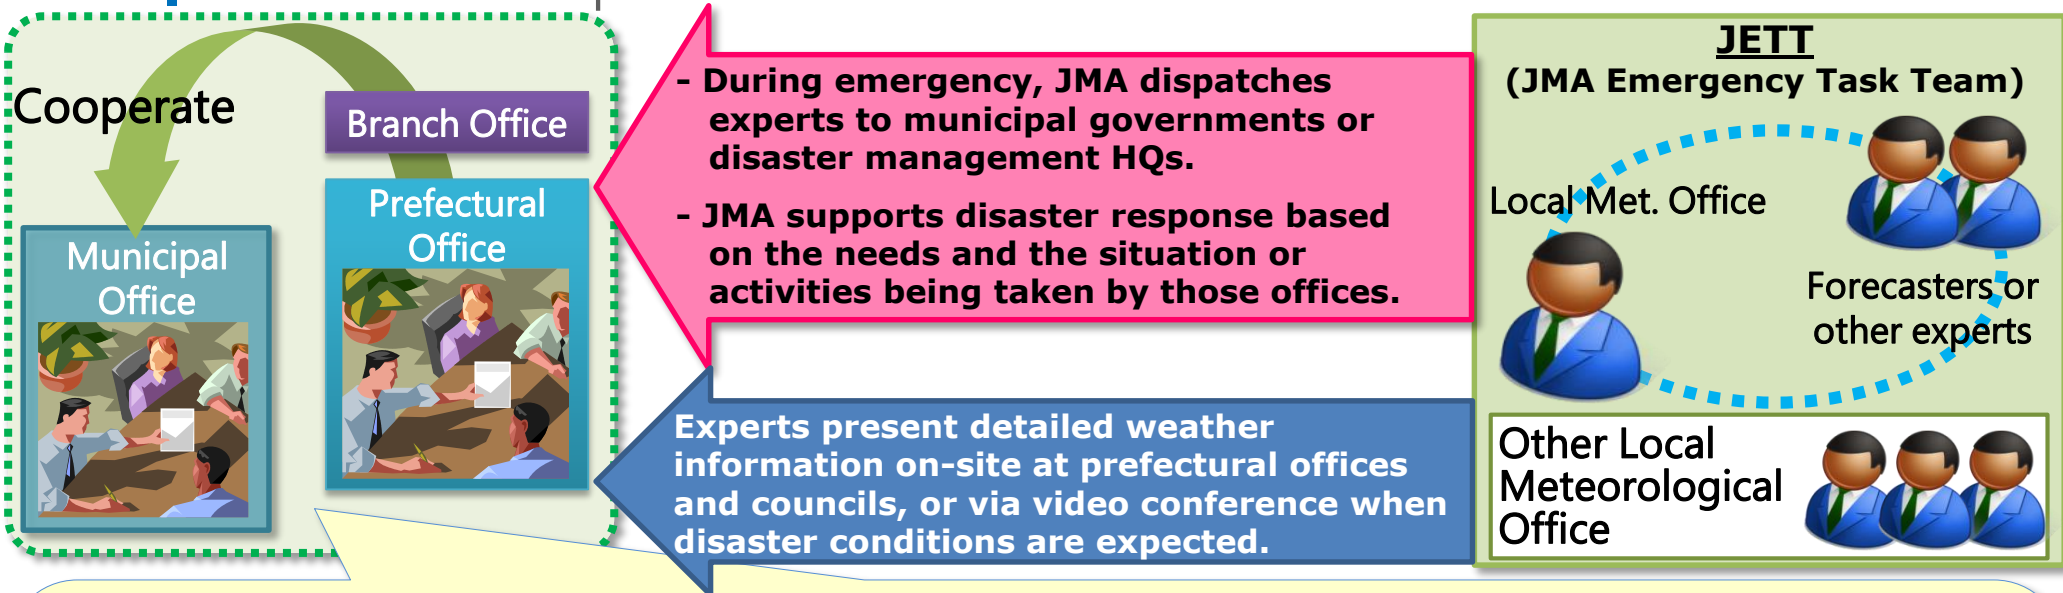 Cooperate
Branch Office
Prefectural
Office
Municipal
Office
- During emergency, JMA dispatches
experts to municipal governments or
disaster management HQs.
- JMA supports disaster response based
on the needs and the situation or
activities being taken by those offices.
Experts present detailed weather
information on-site at prefectural offices
and councils, or via video conference when
disaster conditions are expected.
JETT
(JMA Emergency Task Team)
Local Met. Office
Forecasters or
other experts
Other Local
Meteorological
Office